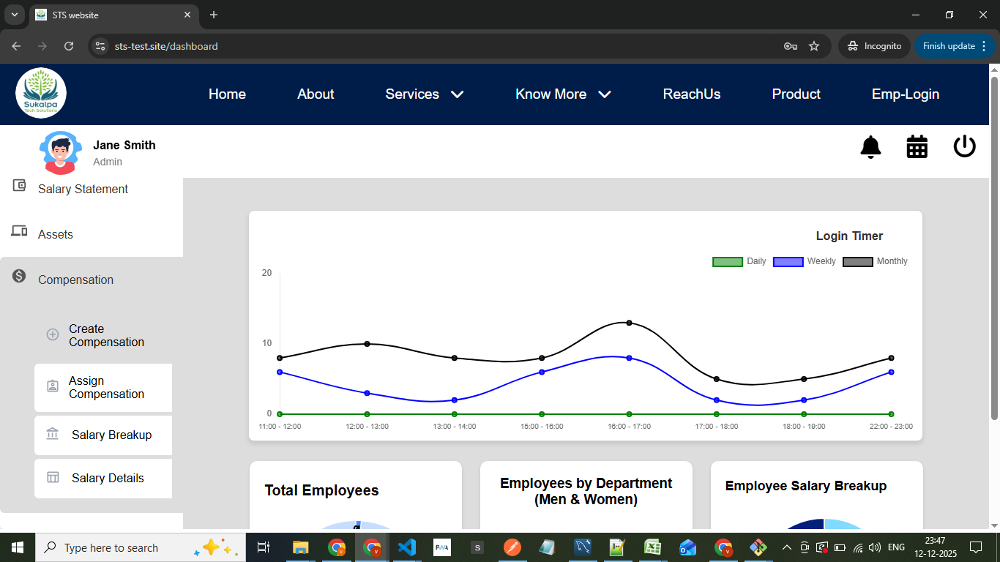 STS website
sts-test.site/dashboard
Incognito
Finish update
Sukalpa
Tech Solutions
Home
About
Services
Know More
ReachUs
Product
Emp-Login
Jane Smith
Admin
Salary Statement
Assets
Compensation
Create
Compensation
Assign
Compensation
Salary Breakup
Salary Details
Login Timer
Daily
Weekly
Monthly
20
10
0
11:00 - 12:00
12:00 - 13:00
13:00 - 14:00
15:00 - 16:00
16:00 - 17:00
17:00 - 18:00
18:00 - 19:00
22:00 - 23:00
Total Employees
Employees by Department
(Men & Women)
Employee Salary Breakup
Type here to search
PWA
S
V
V
ENG
23:47
12-12-2025